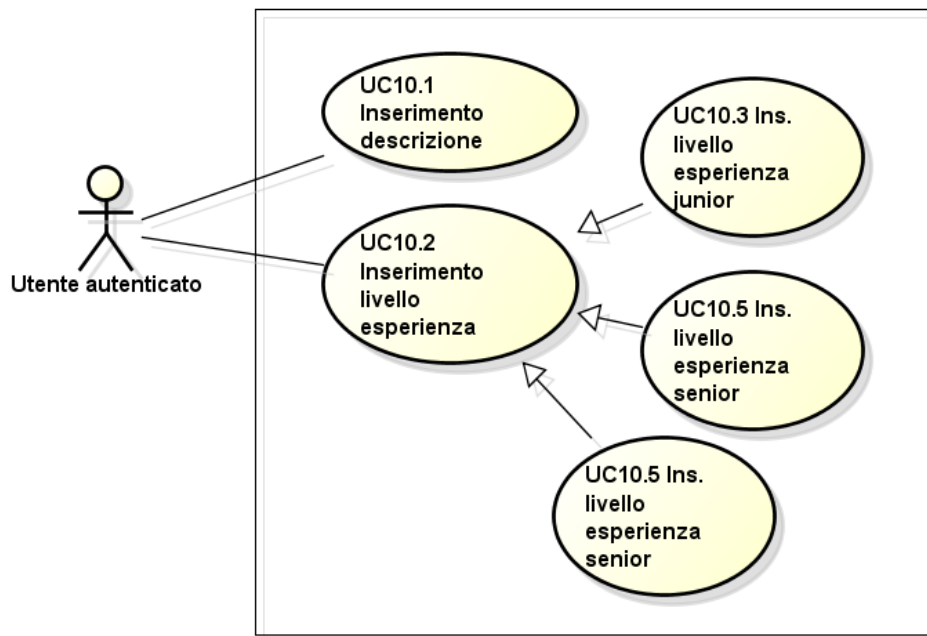 UC10.1
Inserimento
descrizione
UC10.3 Ins.
livello
esperienza
junior
Utente autenticato
UC10.2
Inserimento
livello
esperienza
UC10.5 Ins.
livello
esperienza
senior
UC10.5 Ins.
livello
esperienza
senior